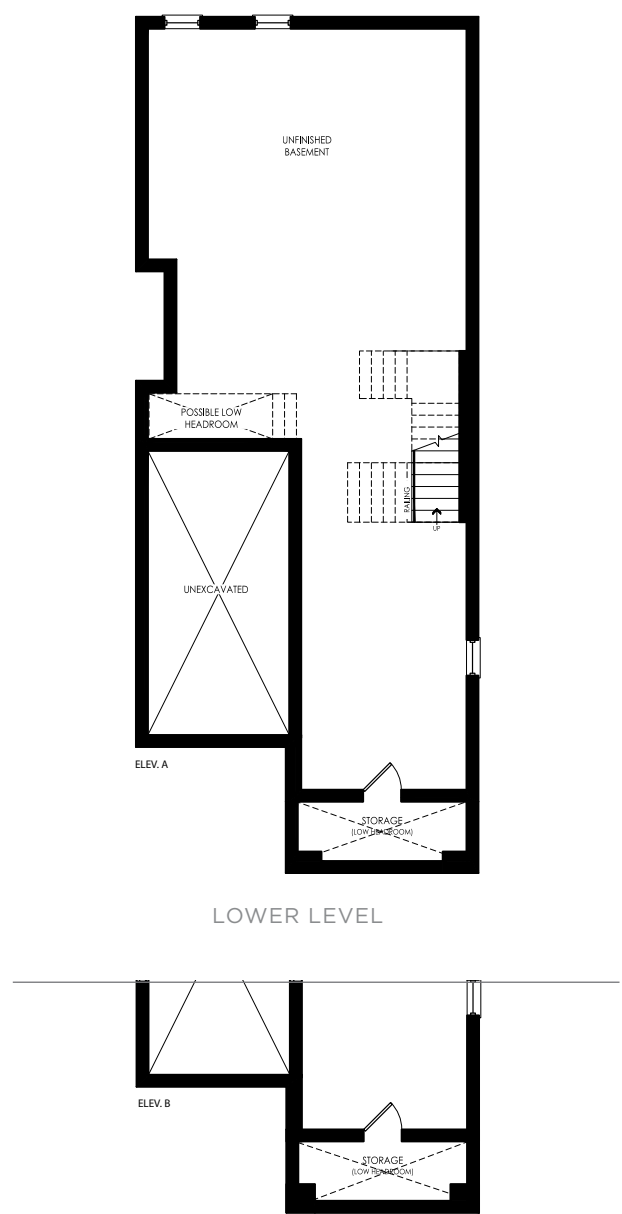 UNFINISHED
BASEMENT
POSSIBLE LOW
HEADROOM
RAILING
UP
UNEXCAVATED
ELEV. A
STORAGE
(LOW HEADROOM)
LOWER LEVEL
ELEV. B
STORAGE
(LOW HEADROOM)